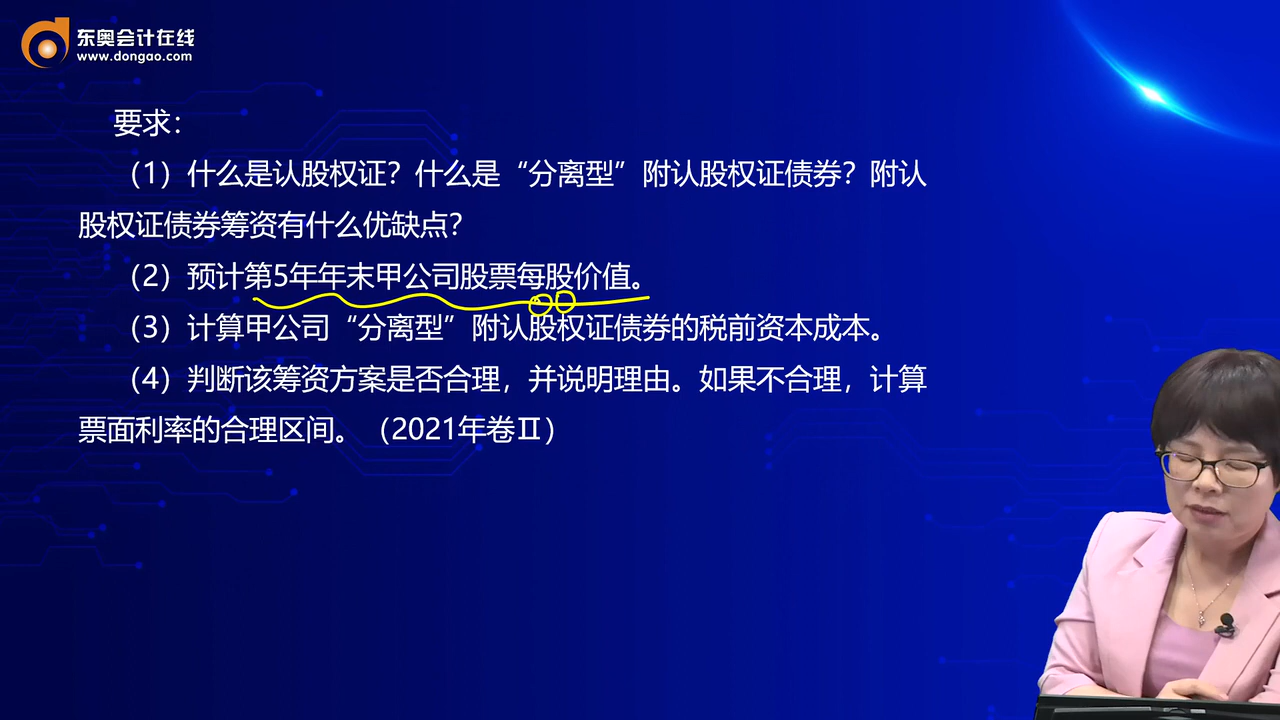 东奥会计在线
www.dongao.com
要求：
（1）什么是认股权证？什么是“分离型”附认股权证债券？附认
股权证债券筹资有什么优缺点？
（2）预计第5年年末甲公司股票每股价值。
（3）计算甲公司“分离型”附认股权证债券的税前资本成本。
（4）判断该筹资方案是否合理，并说明理由。如果不合理，计算
票面利率的合理区间。（2021年卷Ⅱ）